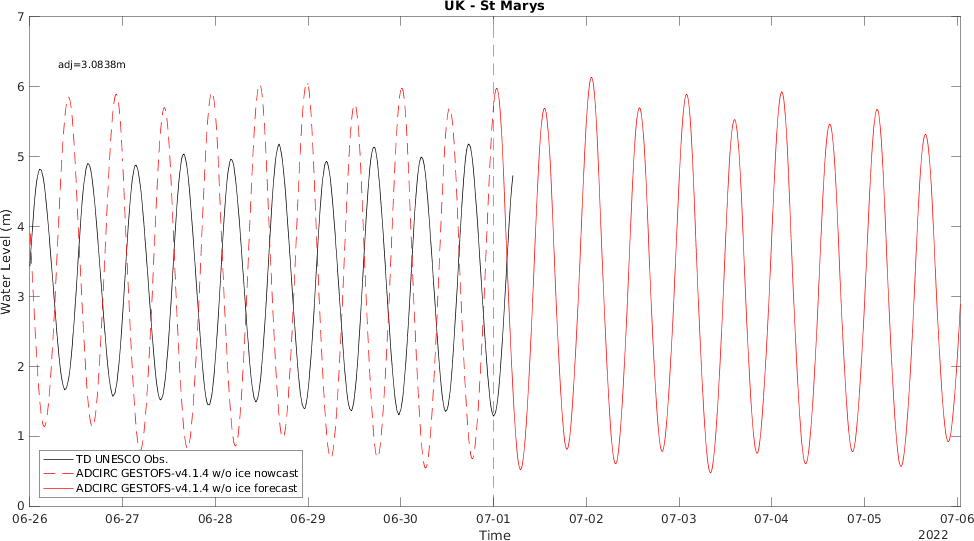 UK - St Marys
7
adj=3.0838m
6
5
4
3
2
1
0
Water Level (m)
TD UNESCO Obs.
ADCIRC GESTOFS-v4.1.4 w/o ice nowcast
ADCIRC GESTOFS-v4.1.4 w/o ice forecast
06-26 06-27 06-28 06-29 06-30 07-01 07-02 07-03 07-04 07-05 07-06
Time
2022